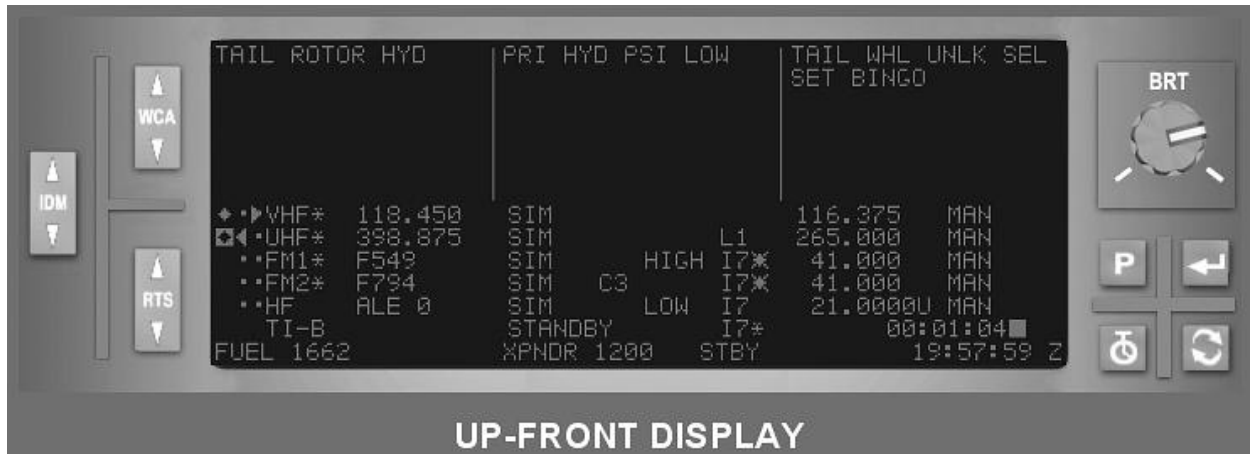 TAIL ROTOR HYD PRI HYD PSI LOW TAIL WHL UNLK SEL
SET BINGO
BRT
WCA
IDM
VHF* 118.450 SIM 116.375 MAN
UHF* 398.875 SIM L1 265.000 MAN
FM1* F549 SIM HIGH I7* 41.000 MAN
FM2* F794 SIM C3 I7* 41.000 MAN
P
RTS
HF ALE 0 SIM LOW I7 21.0000U MAN
TI-B STANDBY I7* 00:01:04
FUEL 1662 XPNDR 1200 STBY 19:57:59 Z
UP-FRONT DISPLAY